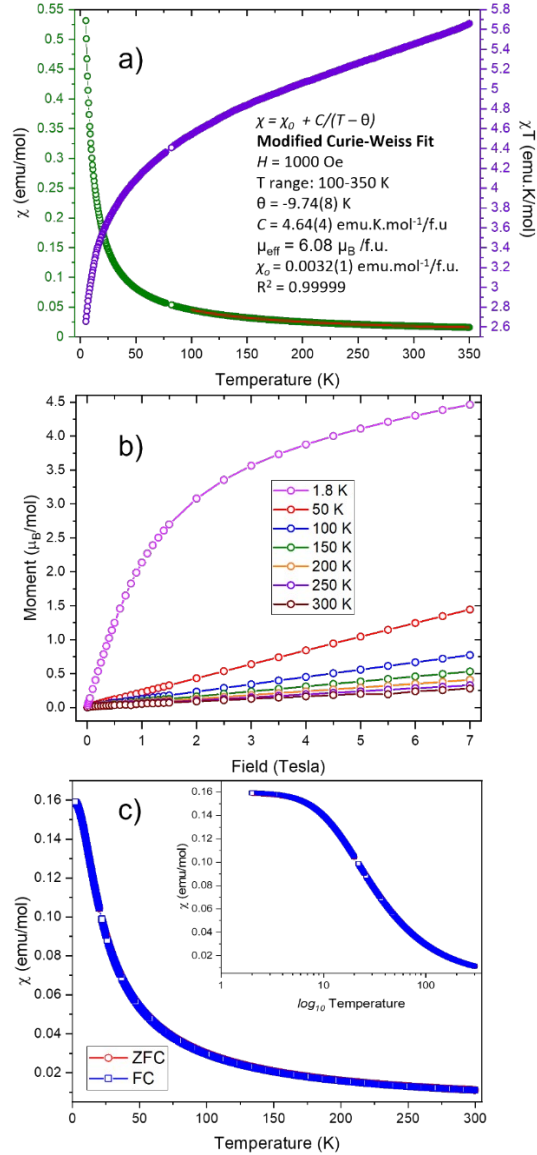 a)
0.55
0.5
0.45
0.4
0.35
0.3
0.25
0.2
0.15
0.1
0.05
0
χ (emu/mol)
5.8
5.6
5.4
5.2
5.0
4.8
4.6
4.4
4.2
4.0
3.8
3.6
3.4
3.2
3.0
2.8
2.6
χ T (emu.K/mol)
χ = χ₀ + C/(T − θ)
Modified Curie-Weiss Fit
H = 1000 Oe
T range: 100-350 K
θ = -9.74(8) K
C = 4.64(4) emu.K.mol⁻¹/f.u
μeff = 6.08 μB /f.u.
χ₀ = 0.0032(1) emu.mol⁻¹/f.u.
R² = 0.99999
0 50 100 150 200 250 300 350
Temperature (K)
b)
4.5
4.0
3.5
3.0
2.5
2.0
1.5
1.0
0.5
0.0
Moment (μB/mol)
1.8 K
50 K
100 K
150 K
200 K
250 K
300 K
0 1 2 3 4 5 6 7
Field (Tesla)
c)
0.16
0.14
0.12
0.10
0.08
0.06
0.04
0.02
χ (emu/mol)
0.16
0.14
0.12
0.10
0.08
0.06
0.04
0.02
χ (emu/mol)
1 10 100
log₁₀ Temperature
ZFC
FC
0 50 100 150 200 250 300
Temperature (K)